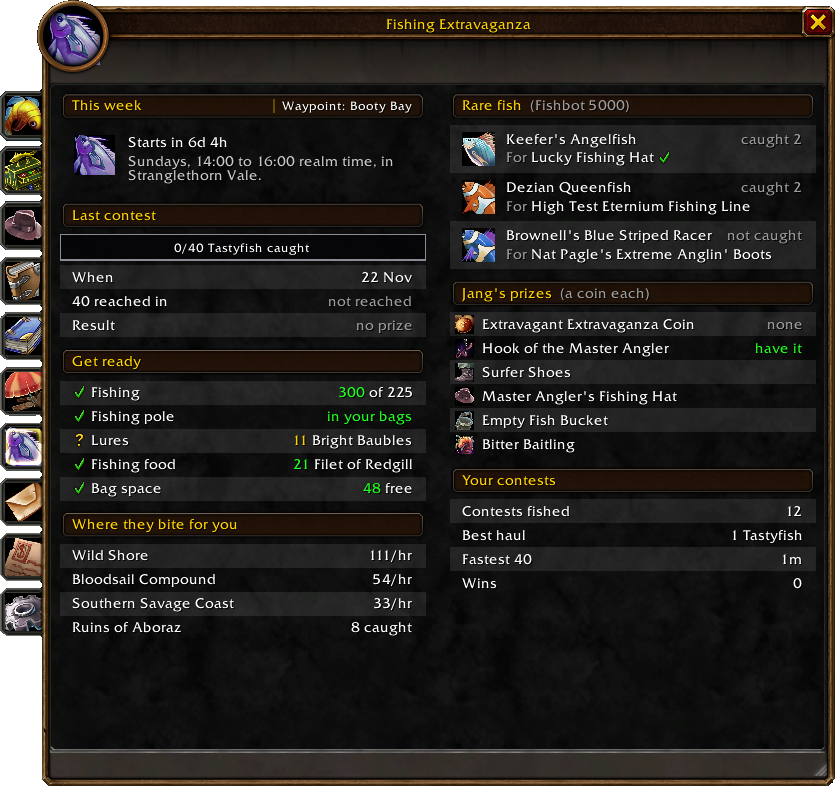 Fishing Extravaganza
This week | Waypoint: Booty Bay
Starts in 6d 4h
Sundays, 14:00 to 16:00 realm time, in
Stranglethorn Vale.
Last contest
0/40 Tastyfish caught
When 22 Nov
40 reached in not reached
Result no prize
Get ready
Fishing 300 of 225
Fishing pole in your bags
? Lures 11 Bright Baubles
Fishing food 21 Filet of Redgill
Bag space 48 free
Where they bite for you
Wild Shore 111/hr
Bloodsail Compound 54/hr
Southern Savage Coast 33/hr
Ruins of Aboraz 8 caught
Rare fish (Fishbot 5000)
Keefer's Angelfish caught 2
For Lucky Fishing Hat
Dezian Queenfish caught 2
For High Test Eternium Fishing Line
Brownell's Blue Striped Racer not caught
For Nat Pagle's Extreme Anglin' Boots
Jang's prizes (a coin each)
Extravagant Extravaganza Coin none
Hook of the Master Angler have it
Surfer Shoes
Master Angler's Fishing Hat
Empty Fish Bucket
Bitter Baitling
Your contests
Contests fished 12
Best haul 1 Tastyfish
Fastest 40 1m
Wins 0